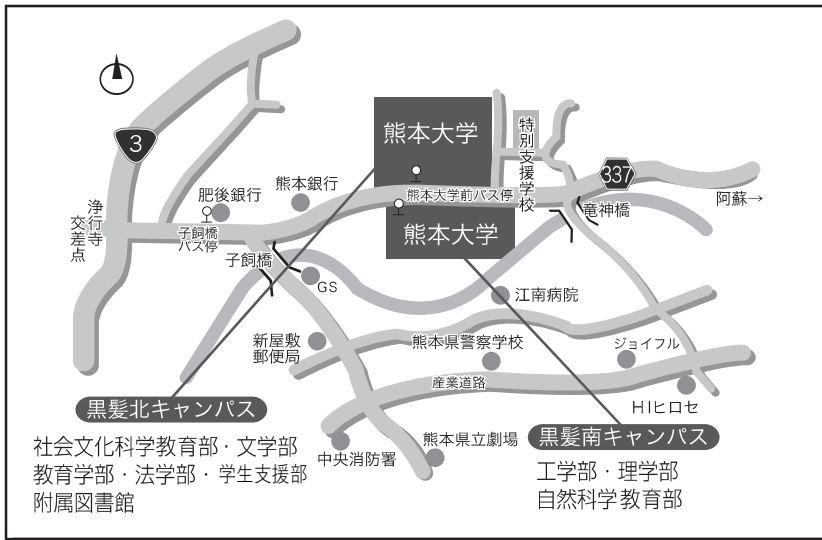 3
熊本大学
特別支援学校
337
阿蘇→
熊本銀行
肥後銀行
熊本大学前バス停
竜神橋
浄行寺
交差点
子飼橋
バス停
熊本大学
子飼橋
GS
江南病院
新屋敷
郵便局
熊本県警察学校
ジョイフル
産業道路
HIヒロセ
黒髪北キャンパス
社会文化科学教育部・文学部
教育学部・法学部・学生支援部
附属図書館
中央消防署
熊本県立劇場
黒髪南キャンパス
工学部・理学部
自然科学教育部